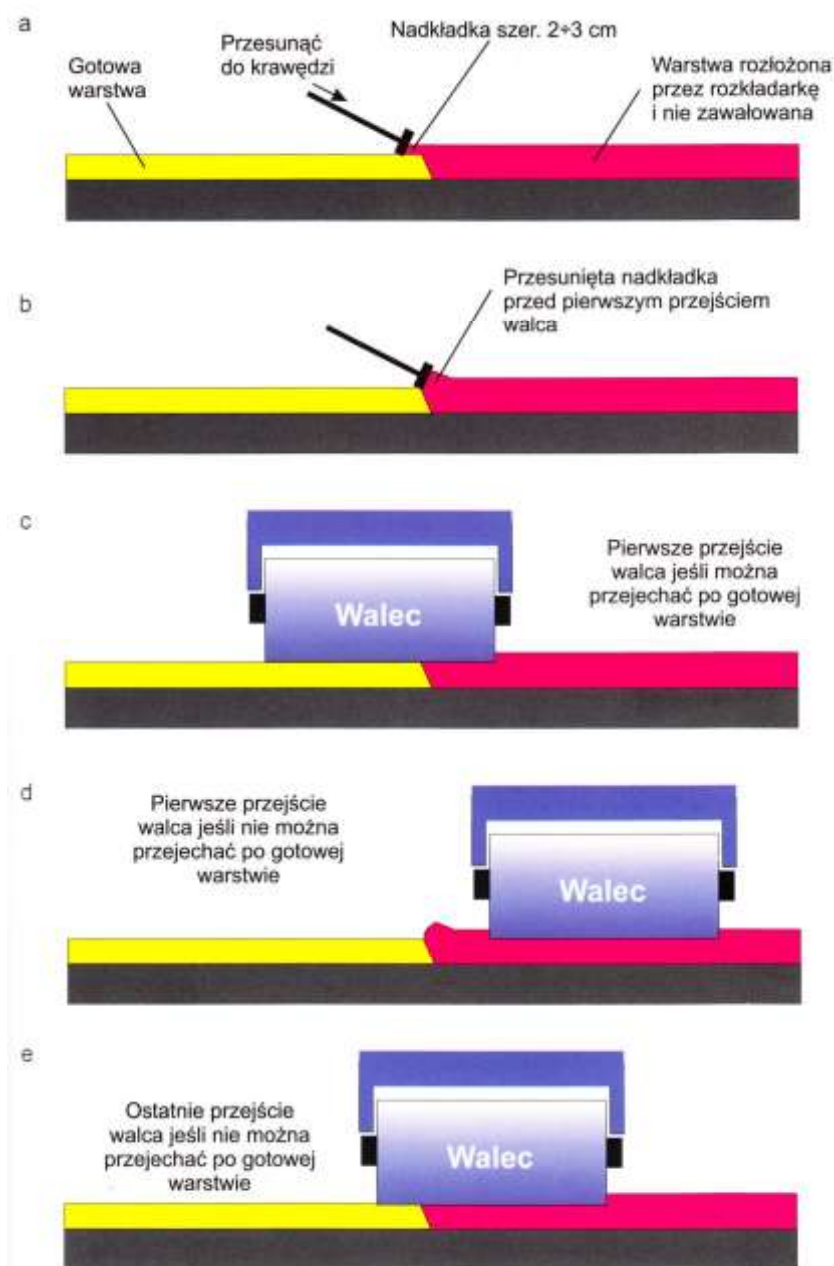 a
Przesunąć
do krawędzi
Nadkładka szer. 2÷3 cm
Gotowa
warstwa
Warstwa rozłożona
przez rozkładarkę
i nie zawałowana
b
Przesunięta nadkładka
przed pierwszym przejściem
walca
c
Walec
Pierwsze przejście
walca jeśli można
przejechać po gotowej
warstwie
d
Pierwsze przejście
walca jeśli nie można
przejechać po gotowej
warstwie
Walec
e
Ostatnie przejście
walca jeśli nie można
przejechać po gotowej
warstwie
Walec